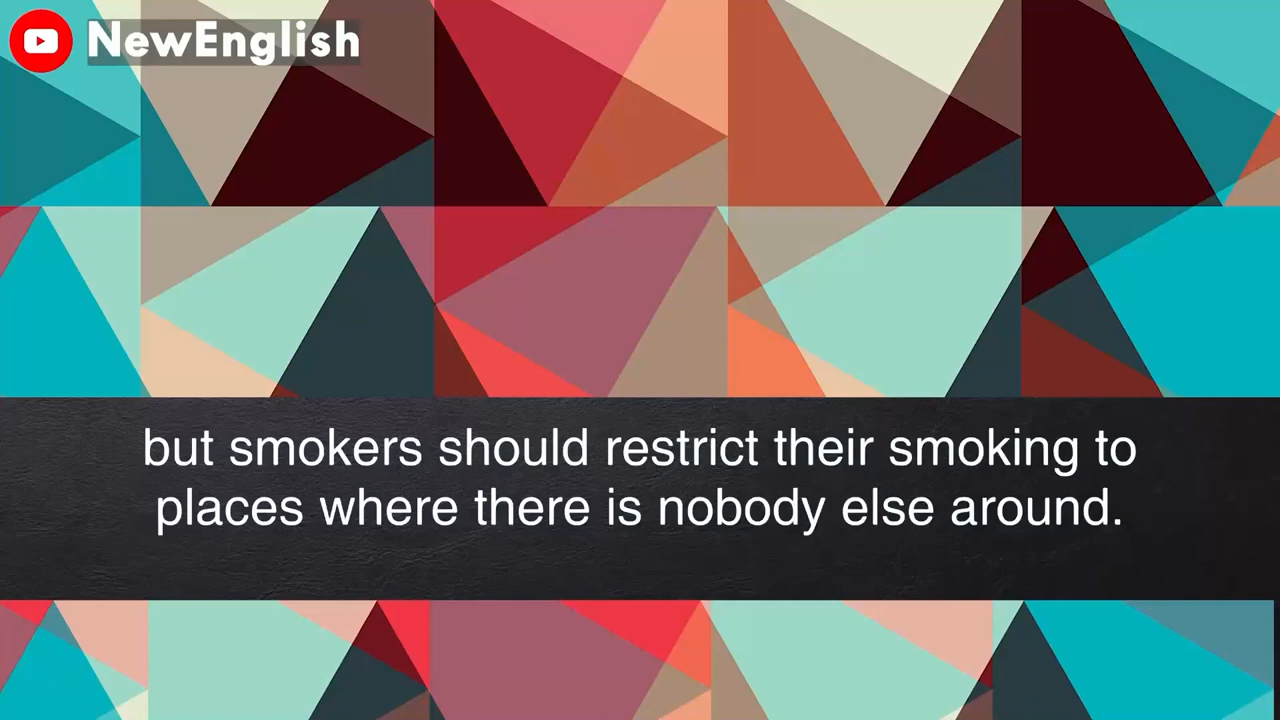 NewEnglish
but smokers should restrict their smoking to
places where there is nobody else around.